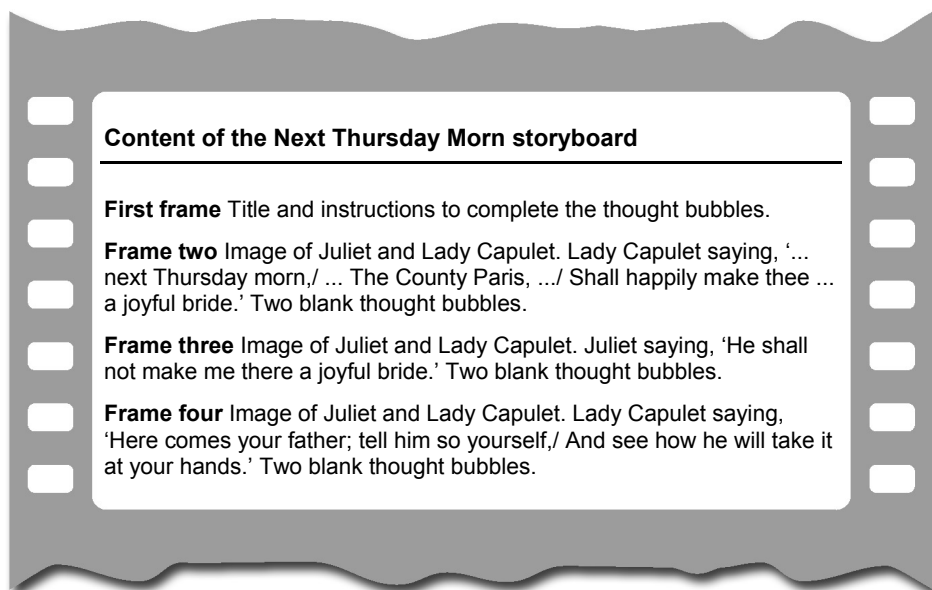 Content of the Next Thursday Morn storyboard
First frame Title and instructions to complete the thought bubbles.
Frame two Image of Juliet and Lady Capulet. Lady Capulet saying, ‘...
next Thursday morn,/ ... The County Paris, .../ Shall happily make thee ...
a joyful bride.’ Two blank thought bubbles.
Frame three Image of Juliet and Lady Capulet. Juliet saying, ‘He shall
not make me there a joyful bride.’ Two blank thought bubbles.
Frame four Image of Juliet and Lady Capulet. Lady Capulet saying,
‘Here comes your father; tell him so yourself,/ And see how he will take it
at your hands.’ Two blank thought bubbles.